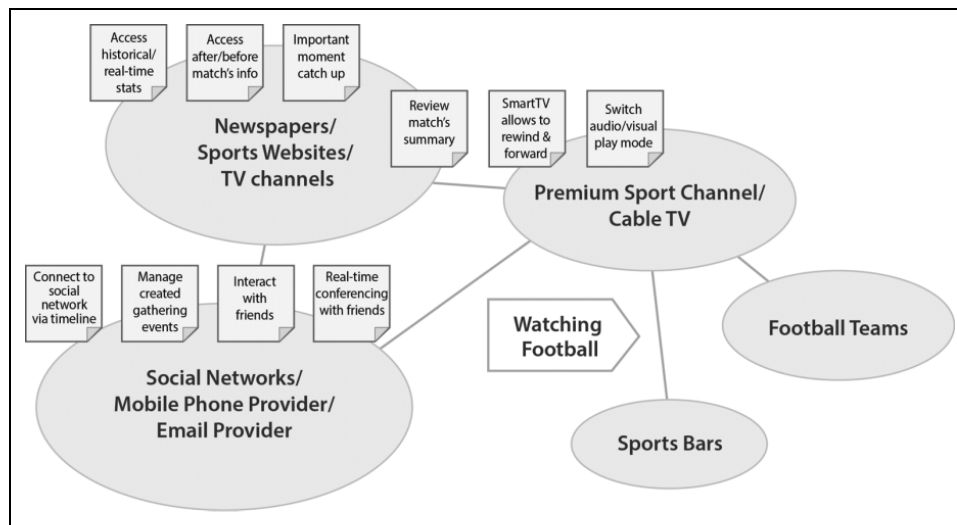 Access
historical/
real-time
stats
Access
after/before
match's info
Important
moment
catch up
Newspapers/
Sports Websites/
TV channels
Review
match's
summary
SmartTV
allows to
rewind &
forward
Switch
audio/visual
play mode
Premium Sport Channel/
Cable TV
Connect to
social
network
via timeline
Manage
created
gathering
events
Interact
with
friends
Real-time
conferencing
with friends
Social Networks/
Mobile Phone Provider/
Email Provider
Watching
Football
Football Teams
Sports Bars